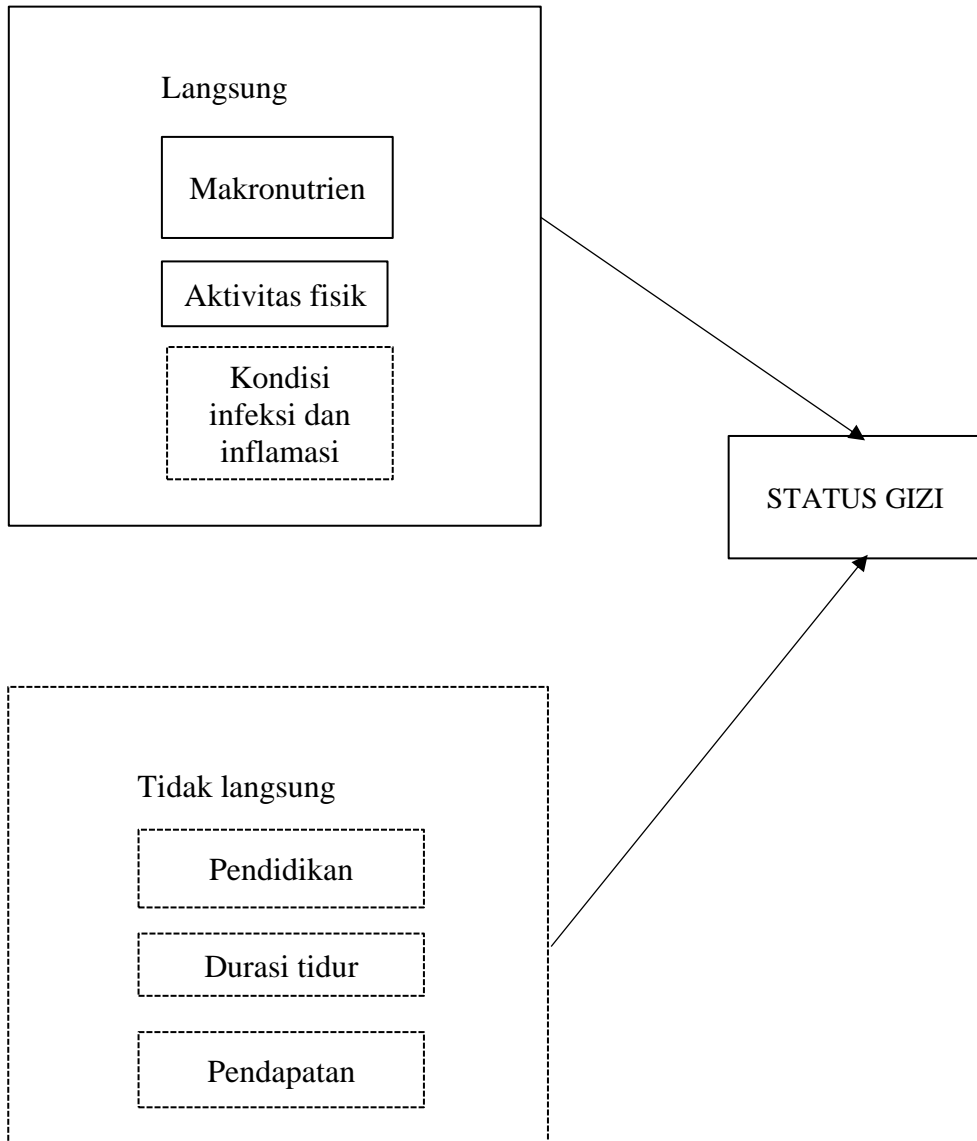 Langsung
Makronutrien
Aktivitas fisik
Kondisi
infeksi dan
inflamasi
STATUS GIZI
Tidak langsung
Pendidikan
Durasi tidur
Pendapatan